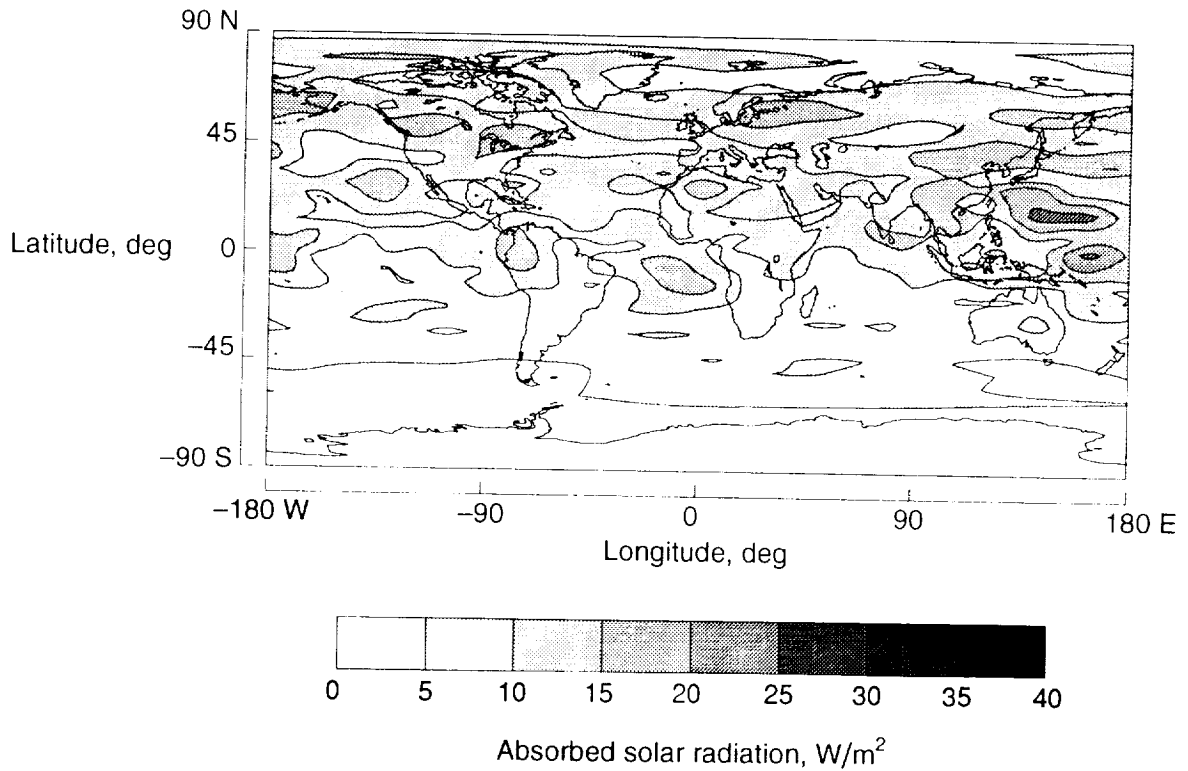 90 N
45
Latitude, deg 0
−45
−90 S
−180 W −90 0 90 180 E
Longitude, deg
0 5 10 15 20 25 30 35 40
Absorbed solar radiation, W/m²